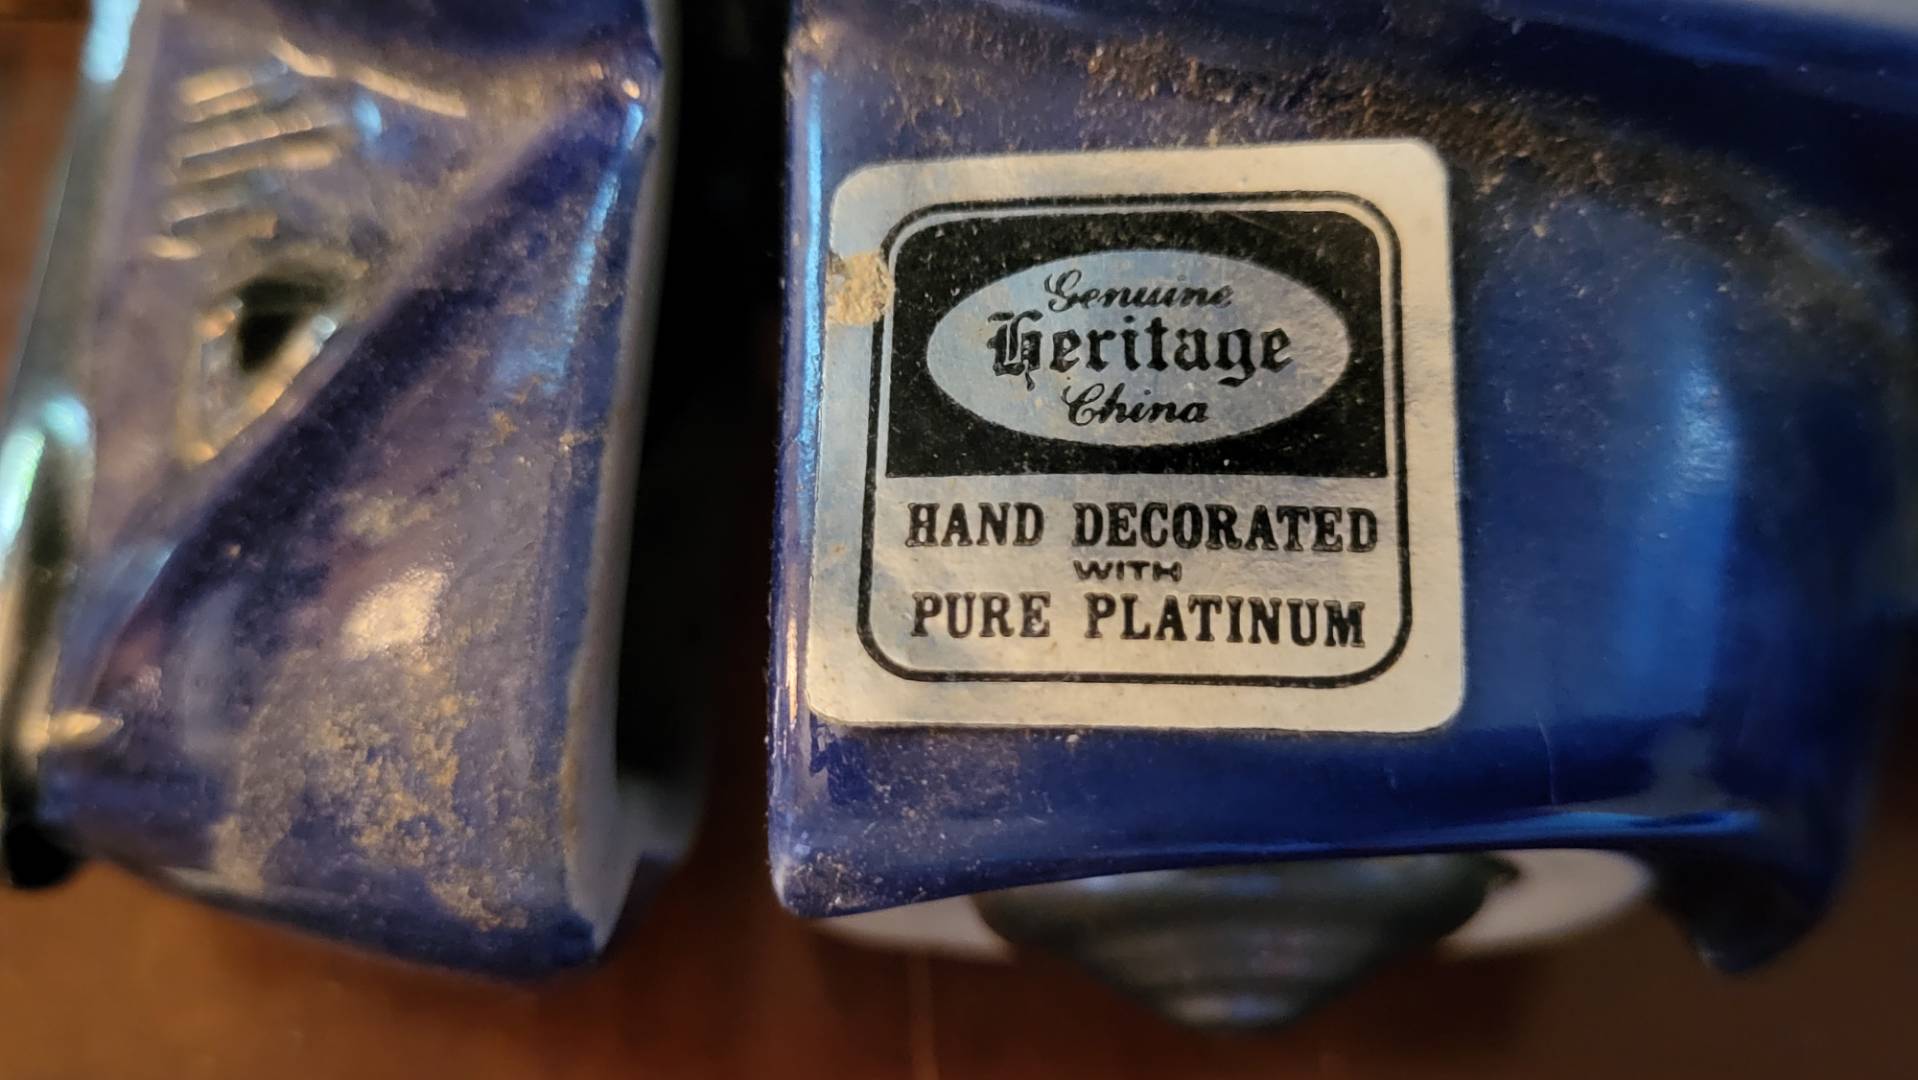 Genuine
Heritage
China
HAND DECORATED
WITH
PURE PLATINUM